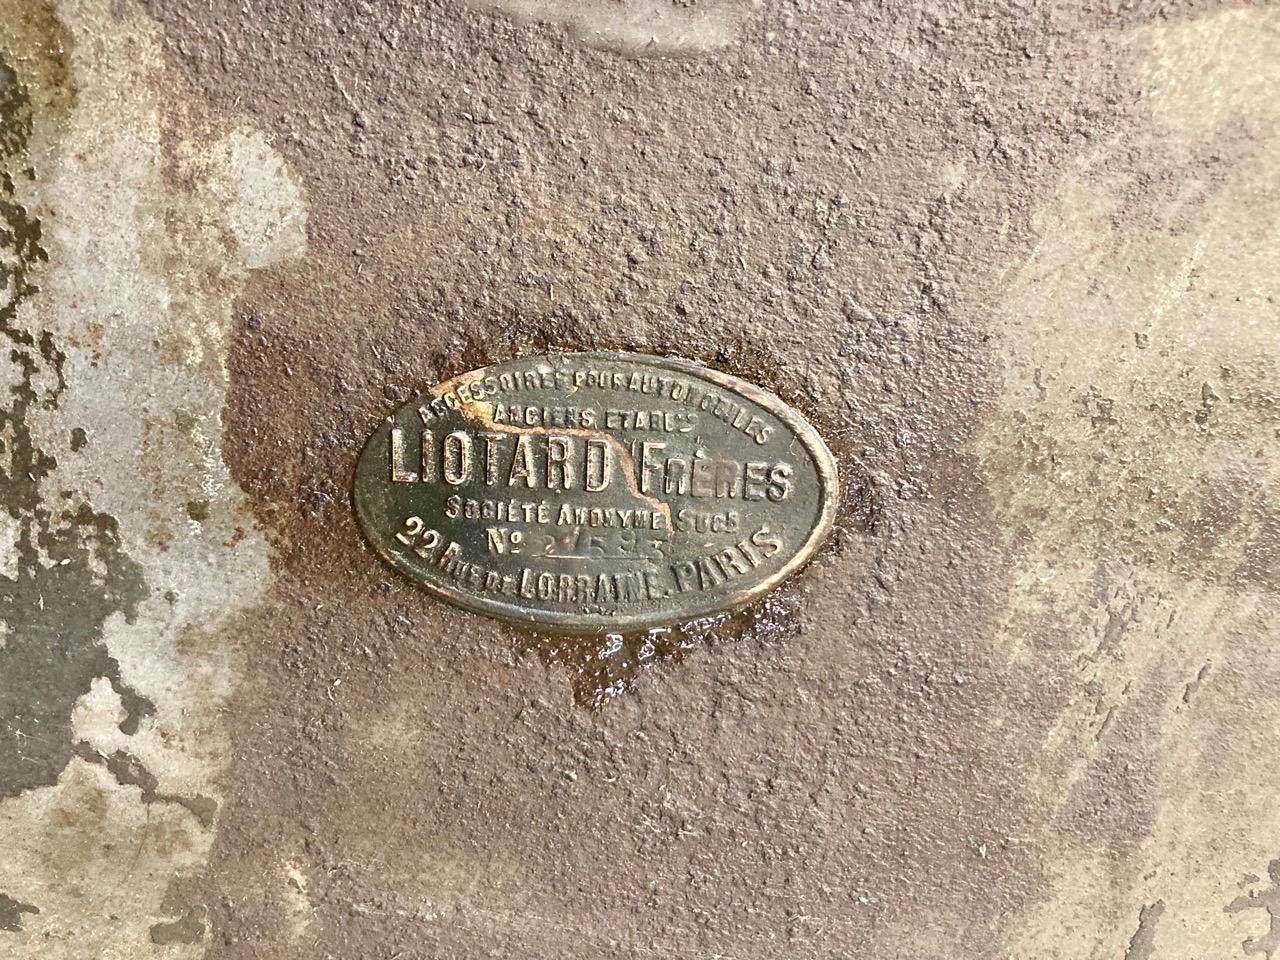 ACCESSOIRES POUR AUTOMOBILES
ANCIENS ETABLTS
LIOTARD FRÈRES
SOCIÉTÉ ANONYME SUCS
No
22 RUE DE LORRAINE. PARIS